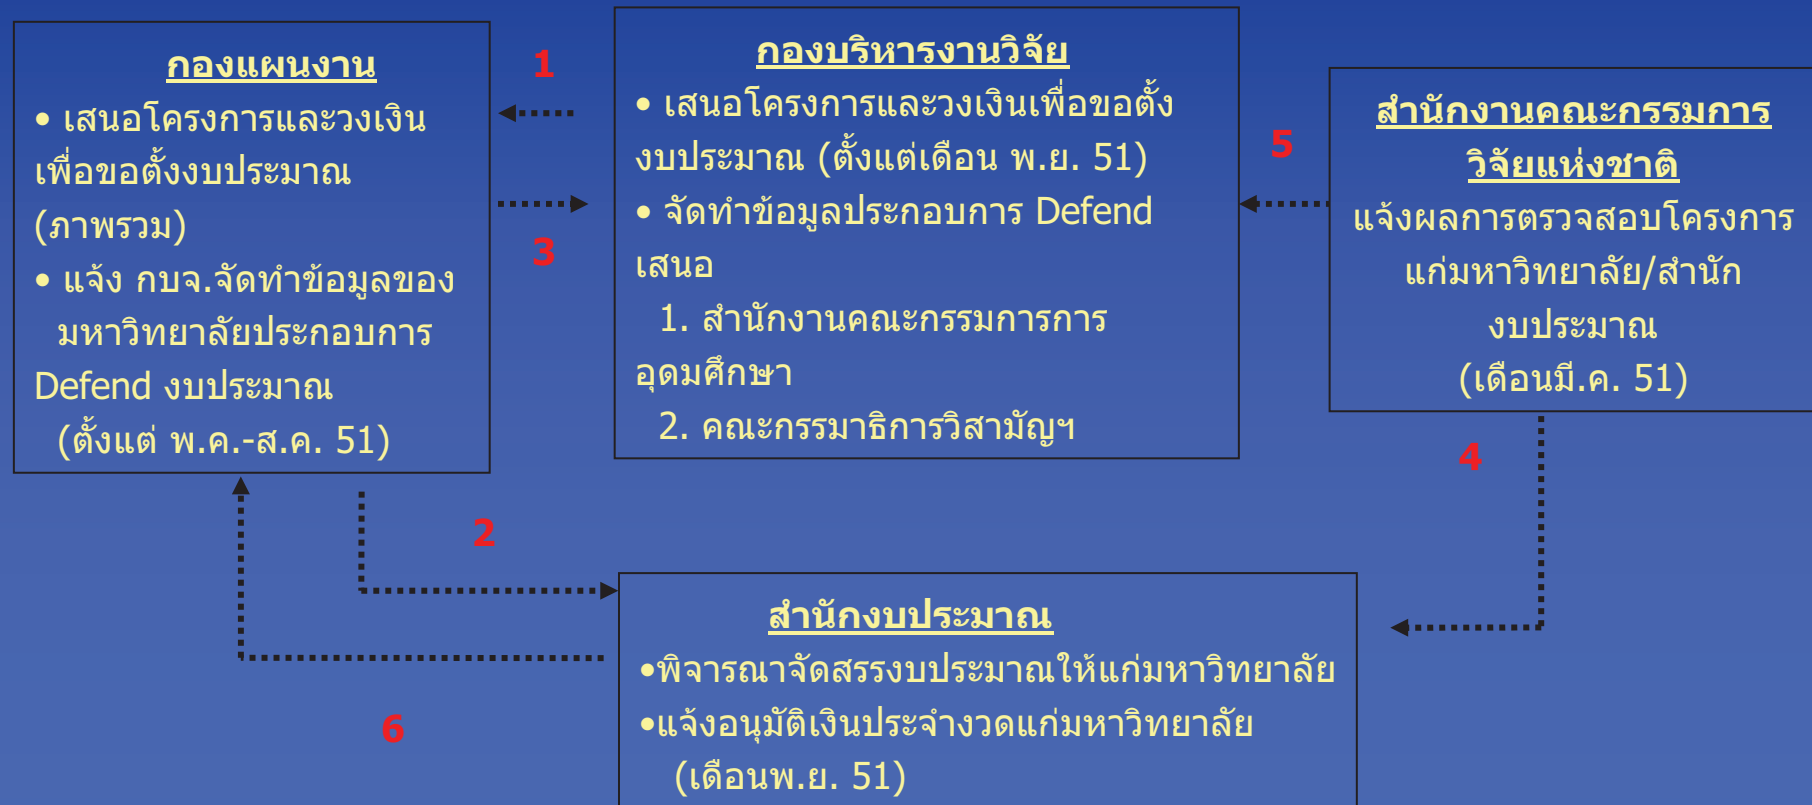 กองแผนงาน
• เสนอโครงการและวงเงิน
เพื่อขอตั้งงบประมาณ
(ภาพรวม)
• แจ้ง กบจ.จัดทำข้อมูลของ
มหาวิทยาลัยประกอบการ
Defend งบประมาณ
(ตั้งแต่ พ.ค.-ส.ค. 51)
1
3
กองบริหารงานวิจัย
• เสนอโครงการและวงเงินเพื่อขอตั้ง
งบประมาณ (ตั้งแต่เดือน พ.ย. 51)
• จัดทำข้อมูลประกอบการ Defend
เสนอ
1. สำนักงานคณะกรรมการการ
อุดมศึกษา
2. คณะกรรมาธิการวิสามัญฯ
5
สำนักงานคณะกรรมการ
วิจัยแห่งชาติ
แจ้งผลการตรวจสอบโครงการ
แก่มหาวิทยาลัย/สำนัก
งบประมาณ
(เดือนมี.ค. 51)
4
2
6
สำนักงบประมาณ
•พิจารณาจัดสรรงบประมาณให้แก่มหาวิทยาลัย
•แจ้งอนุมัติเงินประจำงวดแก่มหาวิทยาลัย
(เดือนพ.ย. 51)